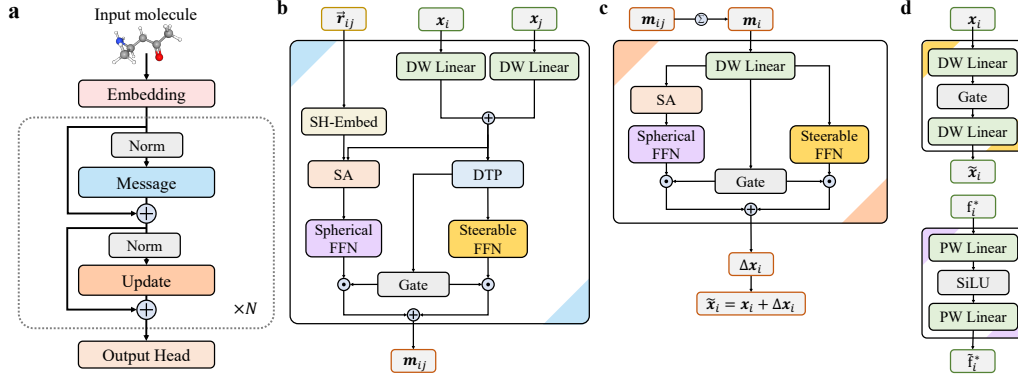 a
Input molecule
Embedding
Norm
Message
Norm
Update
×N
Output Head
b
r⃗ij
xi
xj
DW Linear
DW Linear
SH-Embed
SA
DTP
Spherical
FFN
Steerable
FFN
Gate
mij
c
mij
Σ
mi
DW Linear
SA
Spherical
FFN
Steerable
FFN
Gate
Δxi
x̃i = xi + Δxi
d
xi
DW Linear
Gate
DW Linear
x̃i
fi*
PW Linear
SiLU
PW Linear
f̃i*